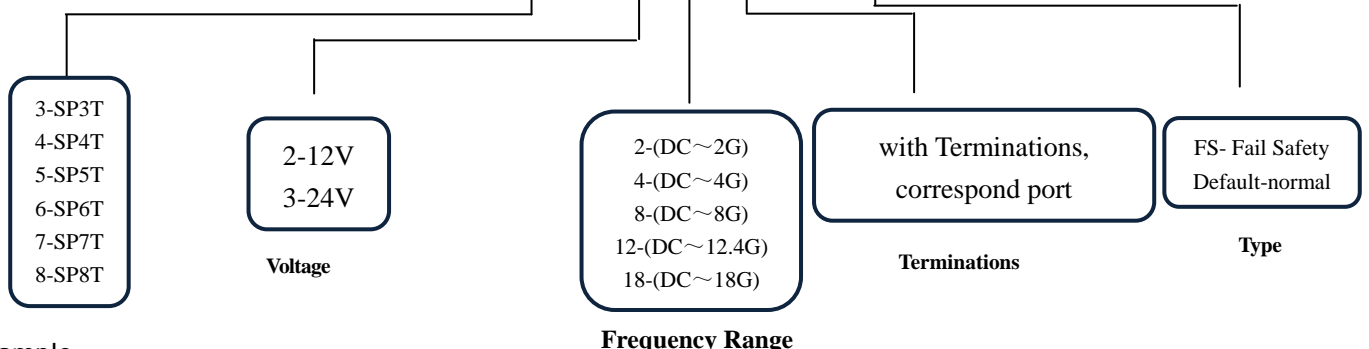 3-SP3T
4-SP4T
5-SP5T
6-SP6T
7-SP7T
8-SP8T
2-12V
3-24V
Voltage
2-(DC～2G)
4-(DC～4G)
8-(DC～8G)
12-(DC～12.4G)
18-(DC～18G)
Frequency Range
with Terminations,
correspond port
Terminations
FS- Fail Safety
Default-normal
Type